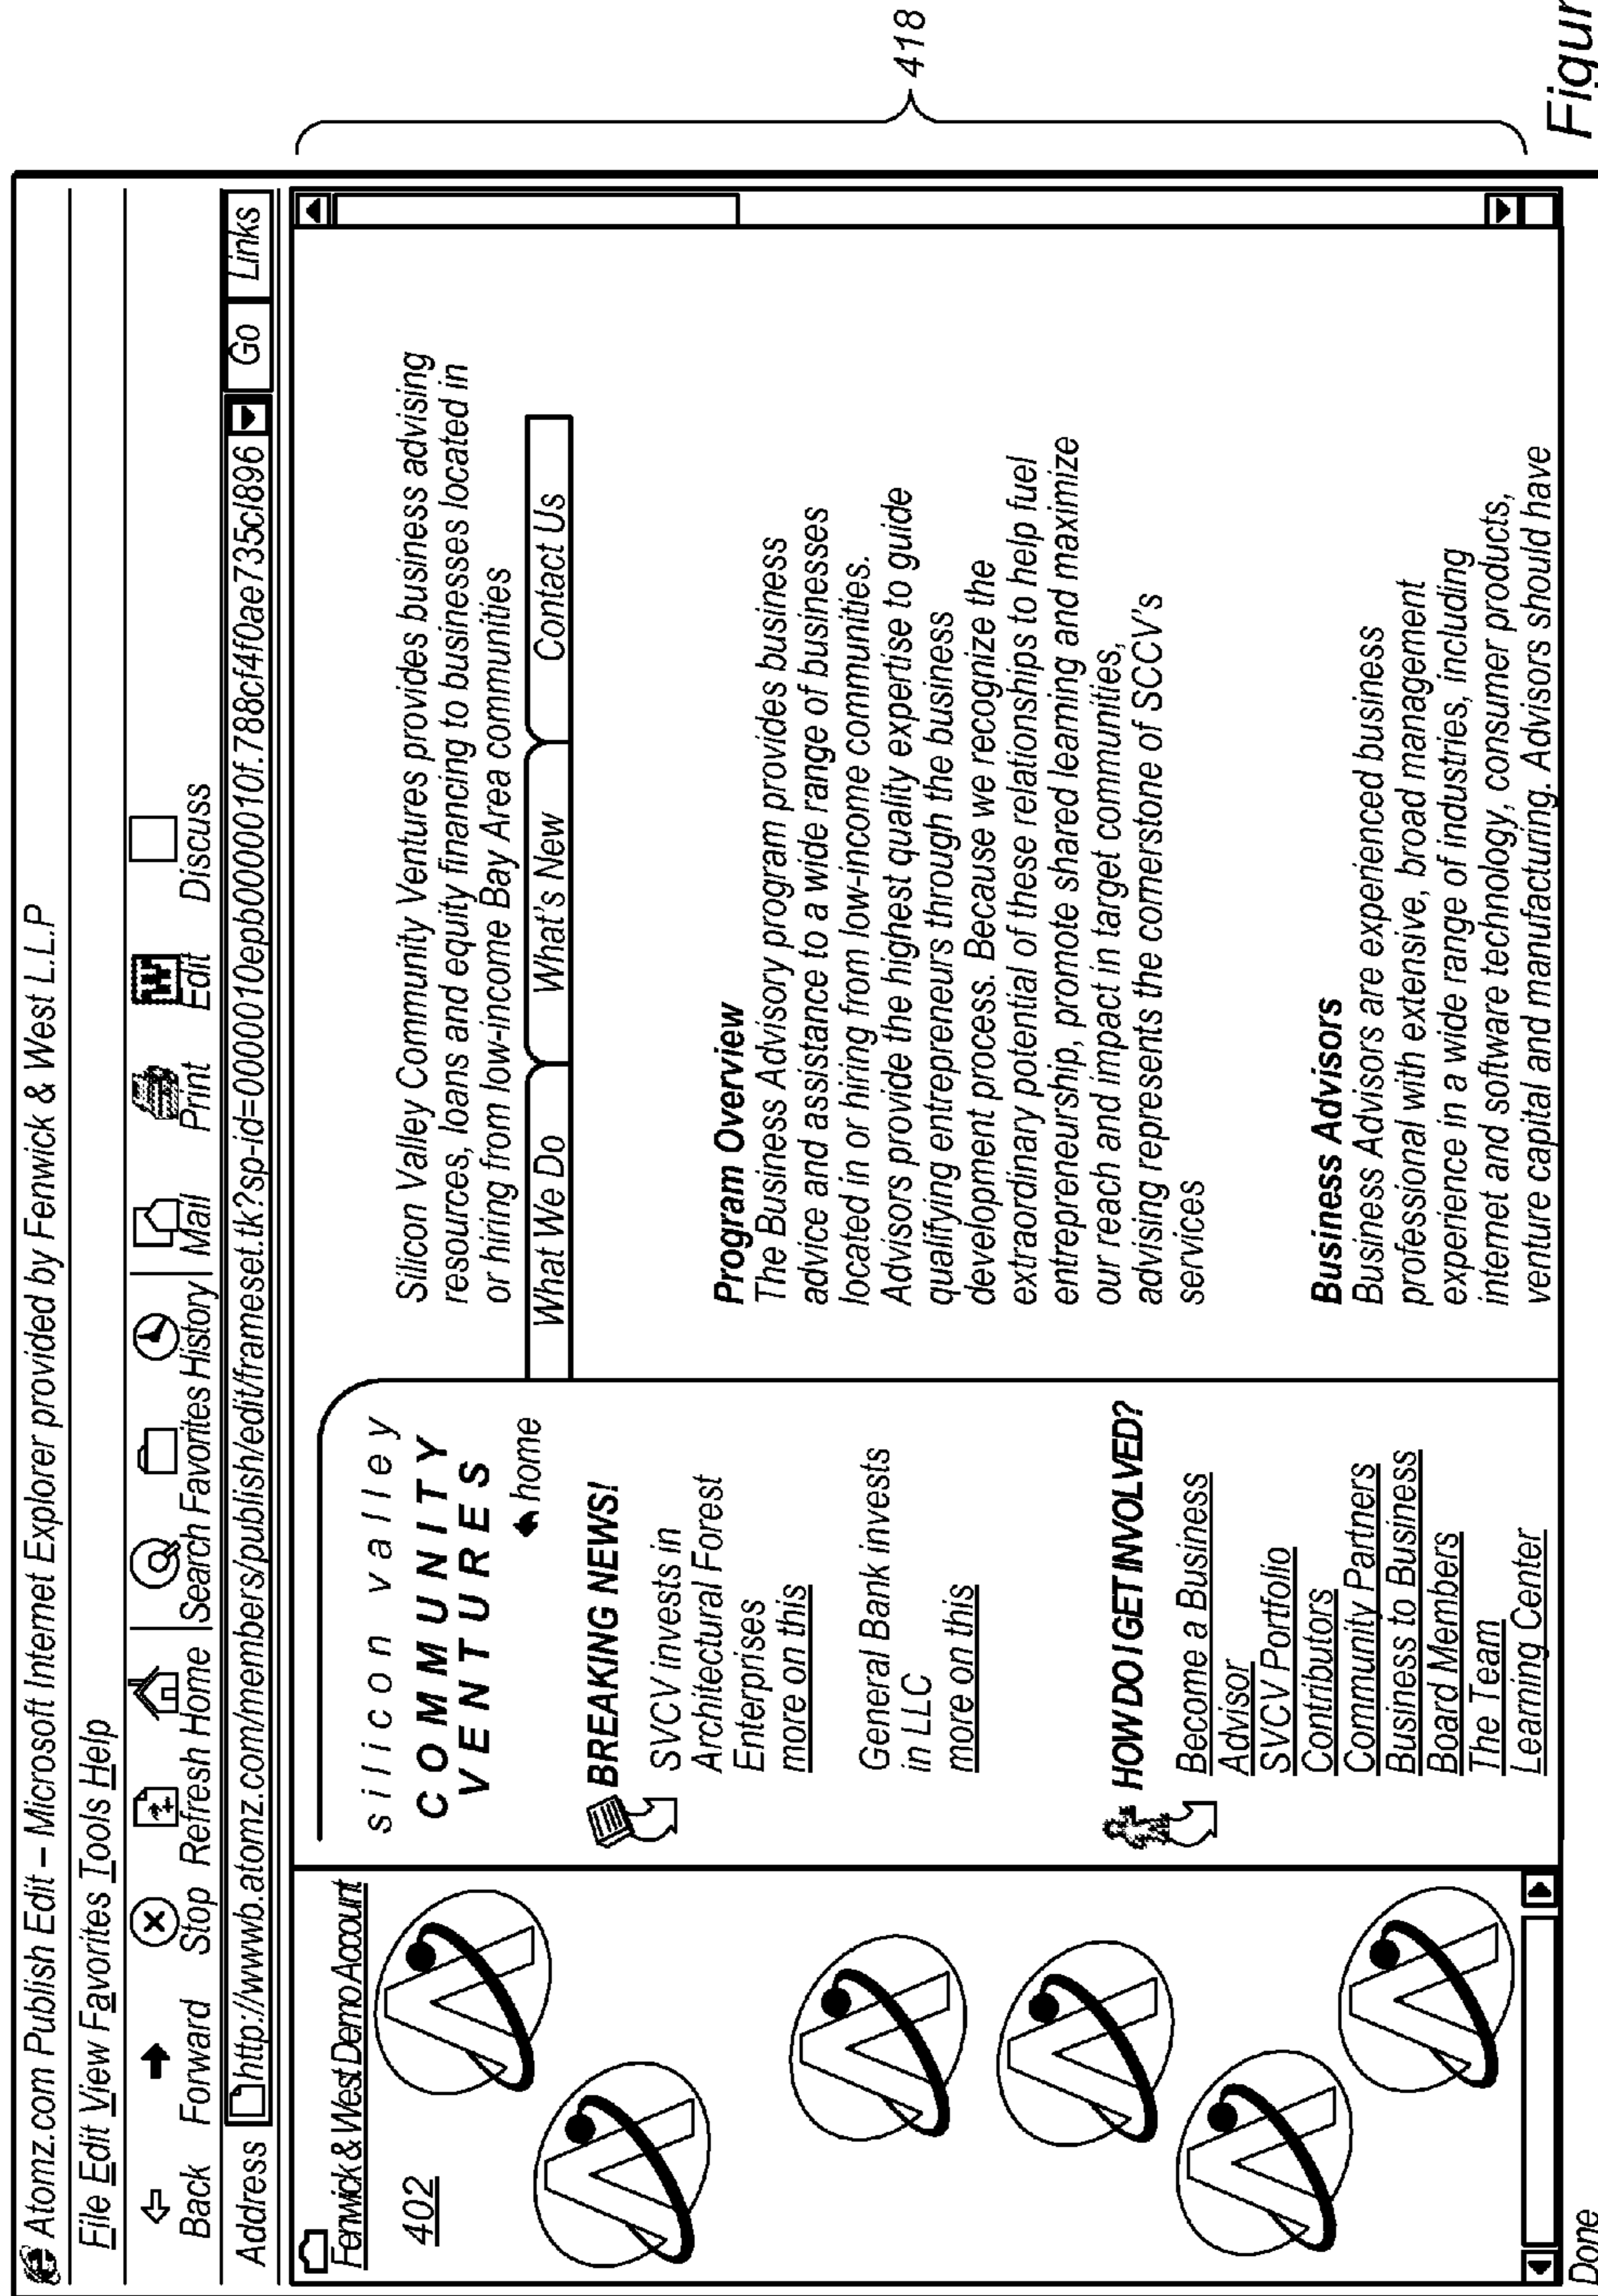 Atomz.com Publish Edit – Microsoft Internet Explorer provided by Fenwick & West L.L.P
File Edit View Favorites Tools Help
Back Forward Stop Refresh Home Search Favorites History Mail Print Edit Discuss
Address http://wwwb.atomz.com/members/publish/edit/frameset.tk?sp-id=0000010epb0000010f.788cf4f0ae735cl896 Go Links
Fenwick & West Demo Account
402
silicon valley
COMMUNITY
VENTURES
home
BREAKING NEWS!
SVCV invests in
Architectural Forest
Enterprises
more on this
General Bank invests
in LLC
more on this
HOW DO I GET INVOLVED?
Become a Business
Advisor
SVCV Portfolio
Contributors
Community Partners
Business to Business
Board Members
The Team
Learning Center
Silicon Valley Community Ventures provides business advising
resources, loans and equity financing to businesses located in
or hiring from low-income Bay Area communities
What We Do What's New Contact Us
Program Overview
The Business Advisory program provides business
advice and assistance to a wide range of businesses
located in or hiring from low-income communities.
Advisors provide the highest quality expertise to guide
qualifying entrepreneurs through the business
development process. Because we recognize the
extraordinary potential of these relationships to help fuel
entrepreneurship, promote shared learning and maximize
our reach and impact in target communities,
advising represents the cornerstone of SCCV's
services
Business Advisors
Business Advisors are experienced business
professional with extensive, broad management
experience in a wide range of industries, including
internet and software technology, consumer products,
venture capital and manufacturing. Advisors should have
Done
418